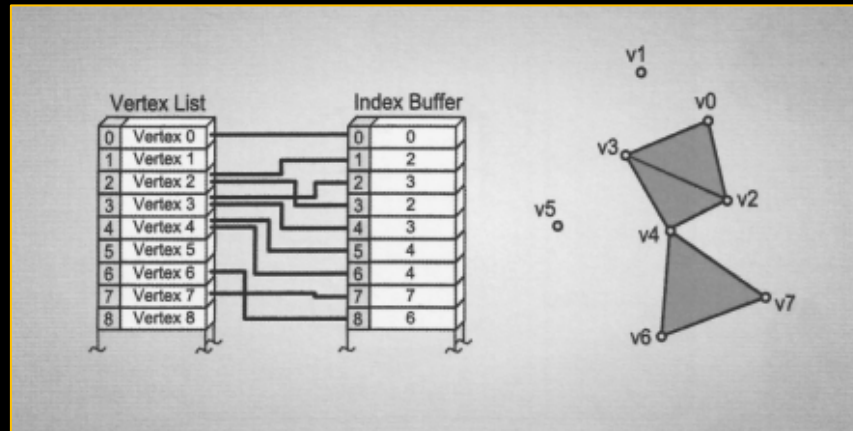 Vertex List
0 Vertex 0
1 Vertex 1
2 Vertex 2
3 Vertex 3
4 Vertex 4
5 Vertex 5
6 Vertex 6
7 Vertex 7
8 Vertex 8
Index Buffer
0 0
1 2
2 3
3 2
4 3
5 4
6 4
7 7
8 6
v1
v0
v3
v2
v5
v4
v7
v6